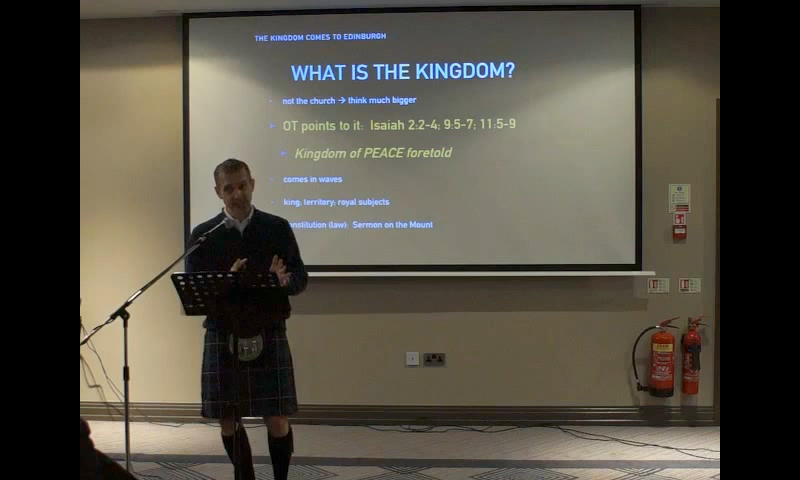 THE KINGDOM COMES TO EDINBURGH
WHAT IS THE KINGDOM?
not the church → think much bigger
OT points to it: Isaiah 2:2-4; 9:5-7; 11:5-9
Kingdom of PEACE foretold
comes in waves
king; territory; royal subjects
(law): Sermon on the Mount